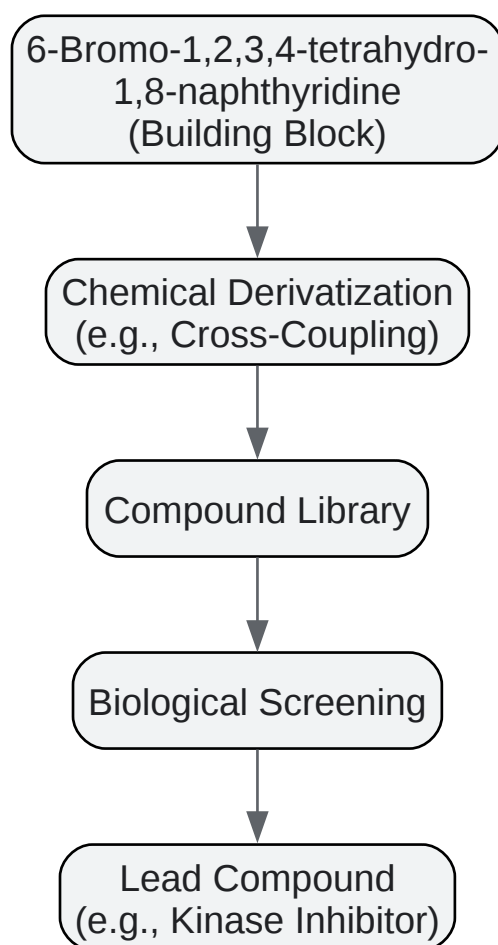 6-Bromo-1,2,3,4-tetrahydro-
1,8-naphthyridine
(Building Block)
Chemical Derivatization
(e.g., Cross-Coupling)
Compound Library
Biological Screening
Lead Compound
(e.g., Kinase Inhibitor)